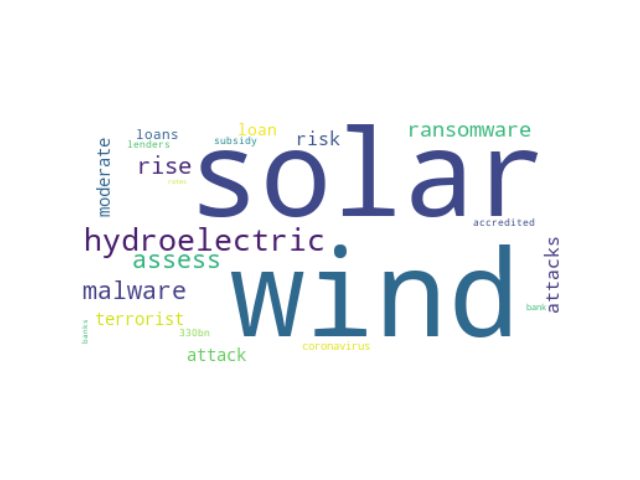 solar
wind
hydroelectric
ransomware
loan
loans
subsidy
risk
lenders
moderate
rise
rates
accredited
assess
attacks
malware
terrorist
bank
banks
330bn
coronavirus
attack